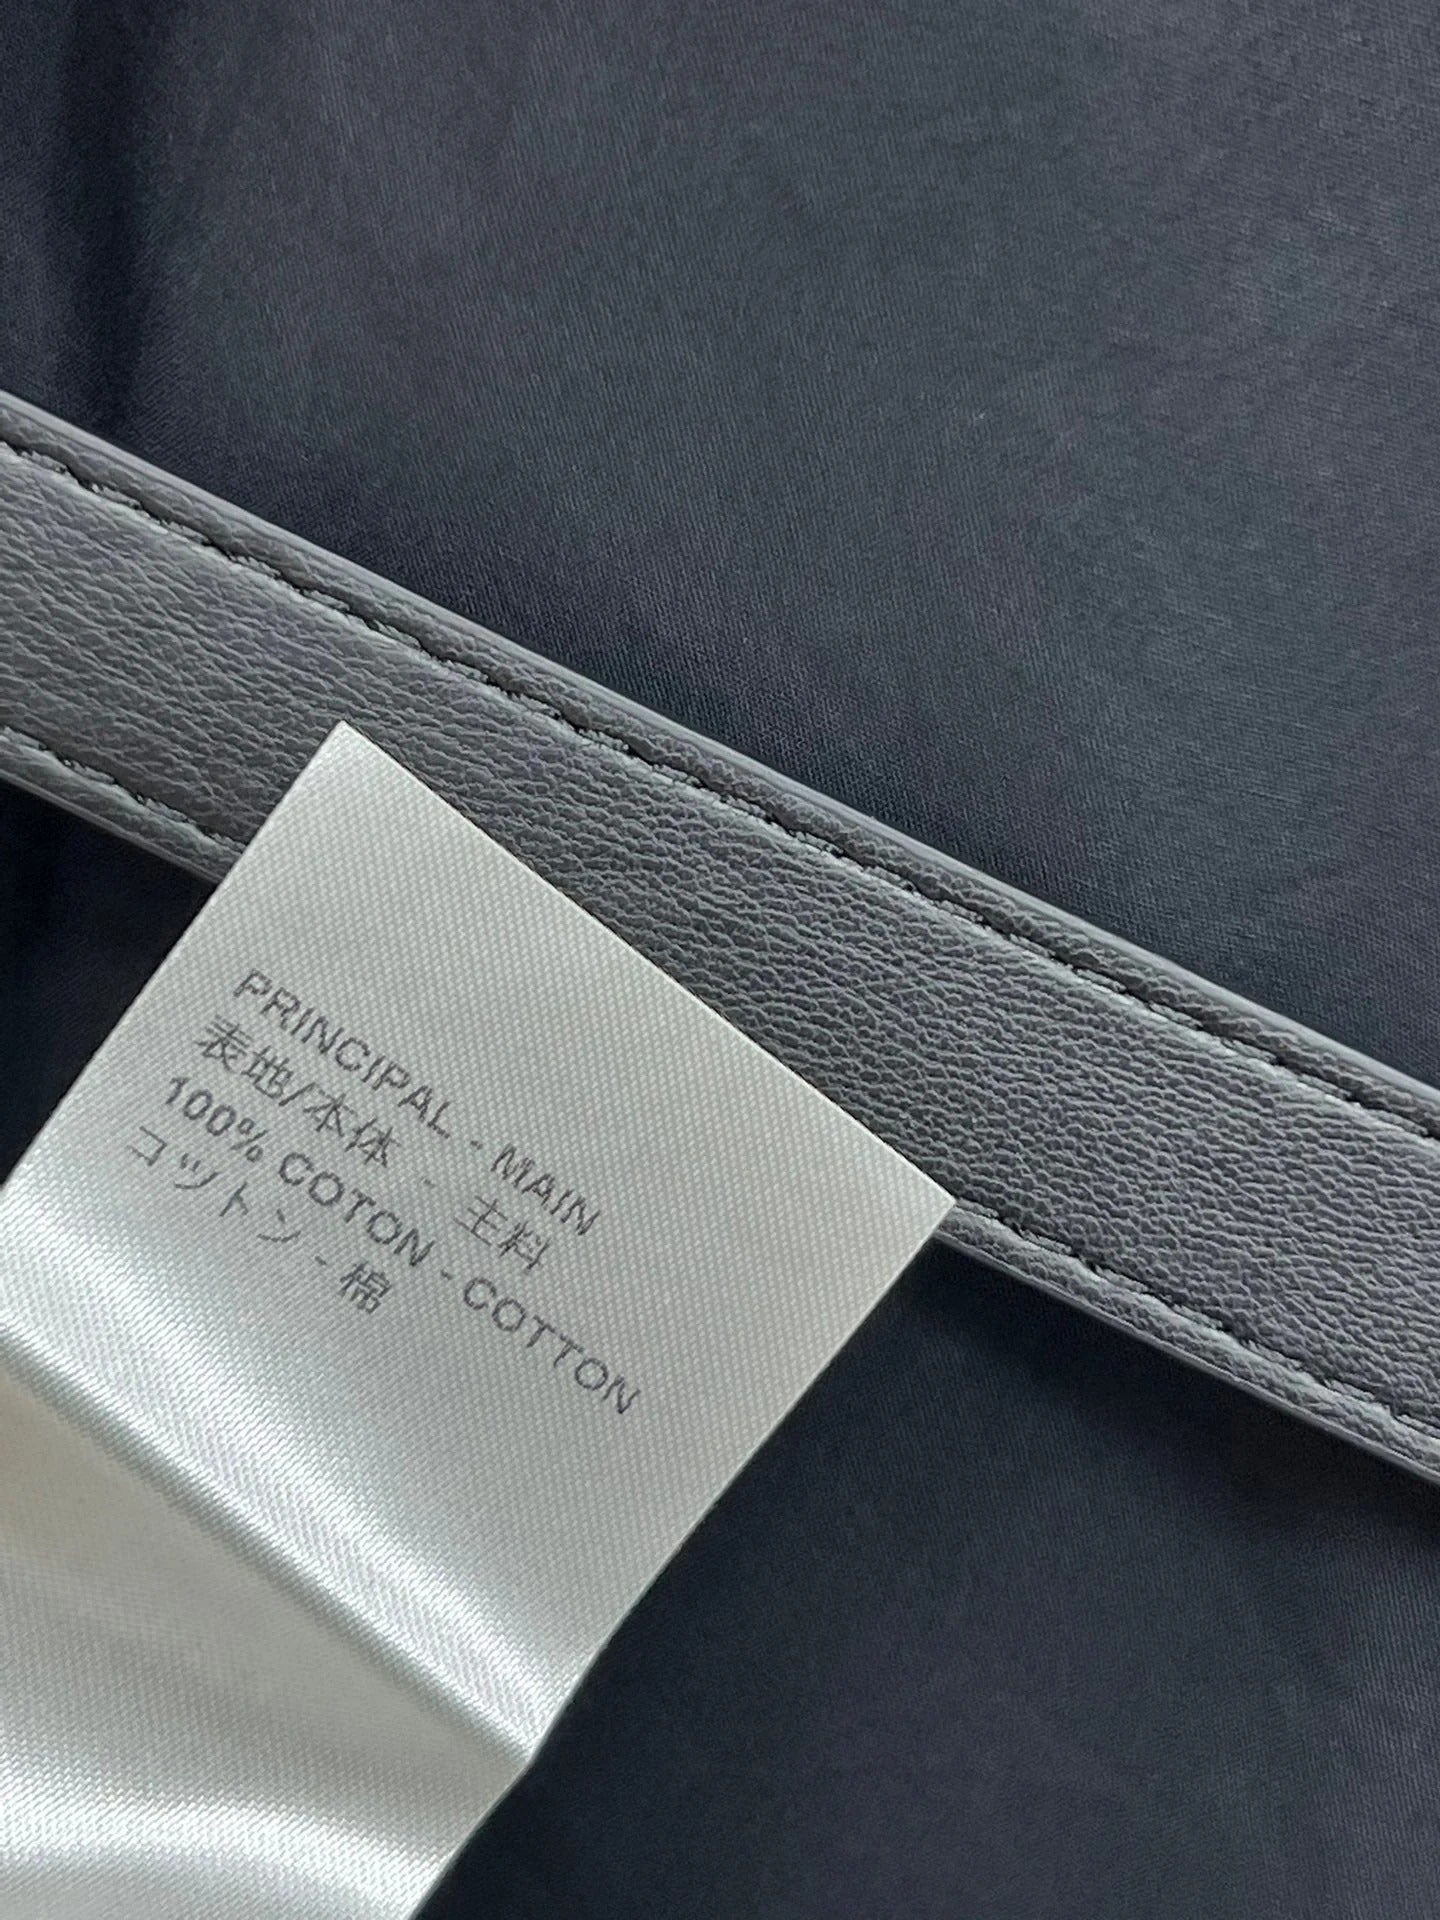 PRINCIPAL - MAIN
表地/本体 - 主料
100% COTON - COTTON
コットン - 棉